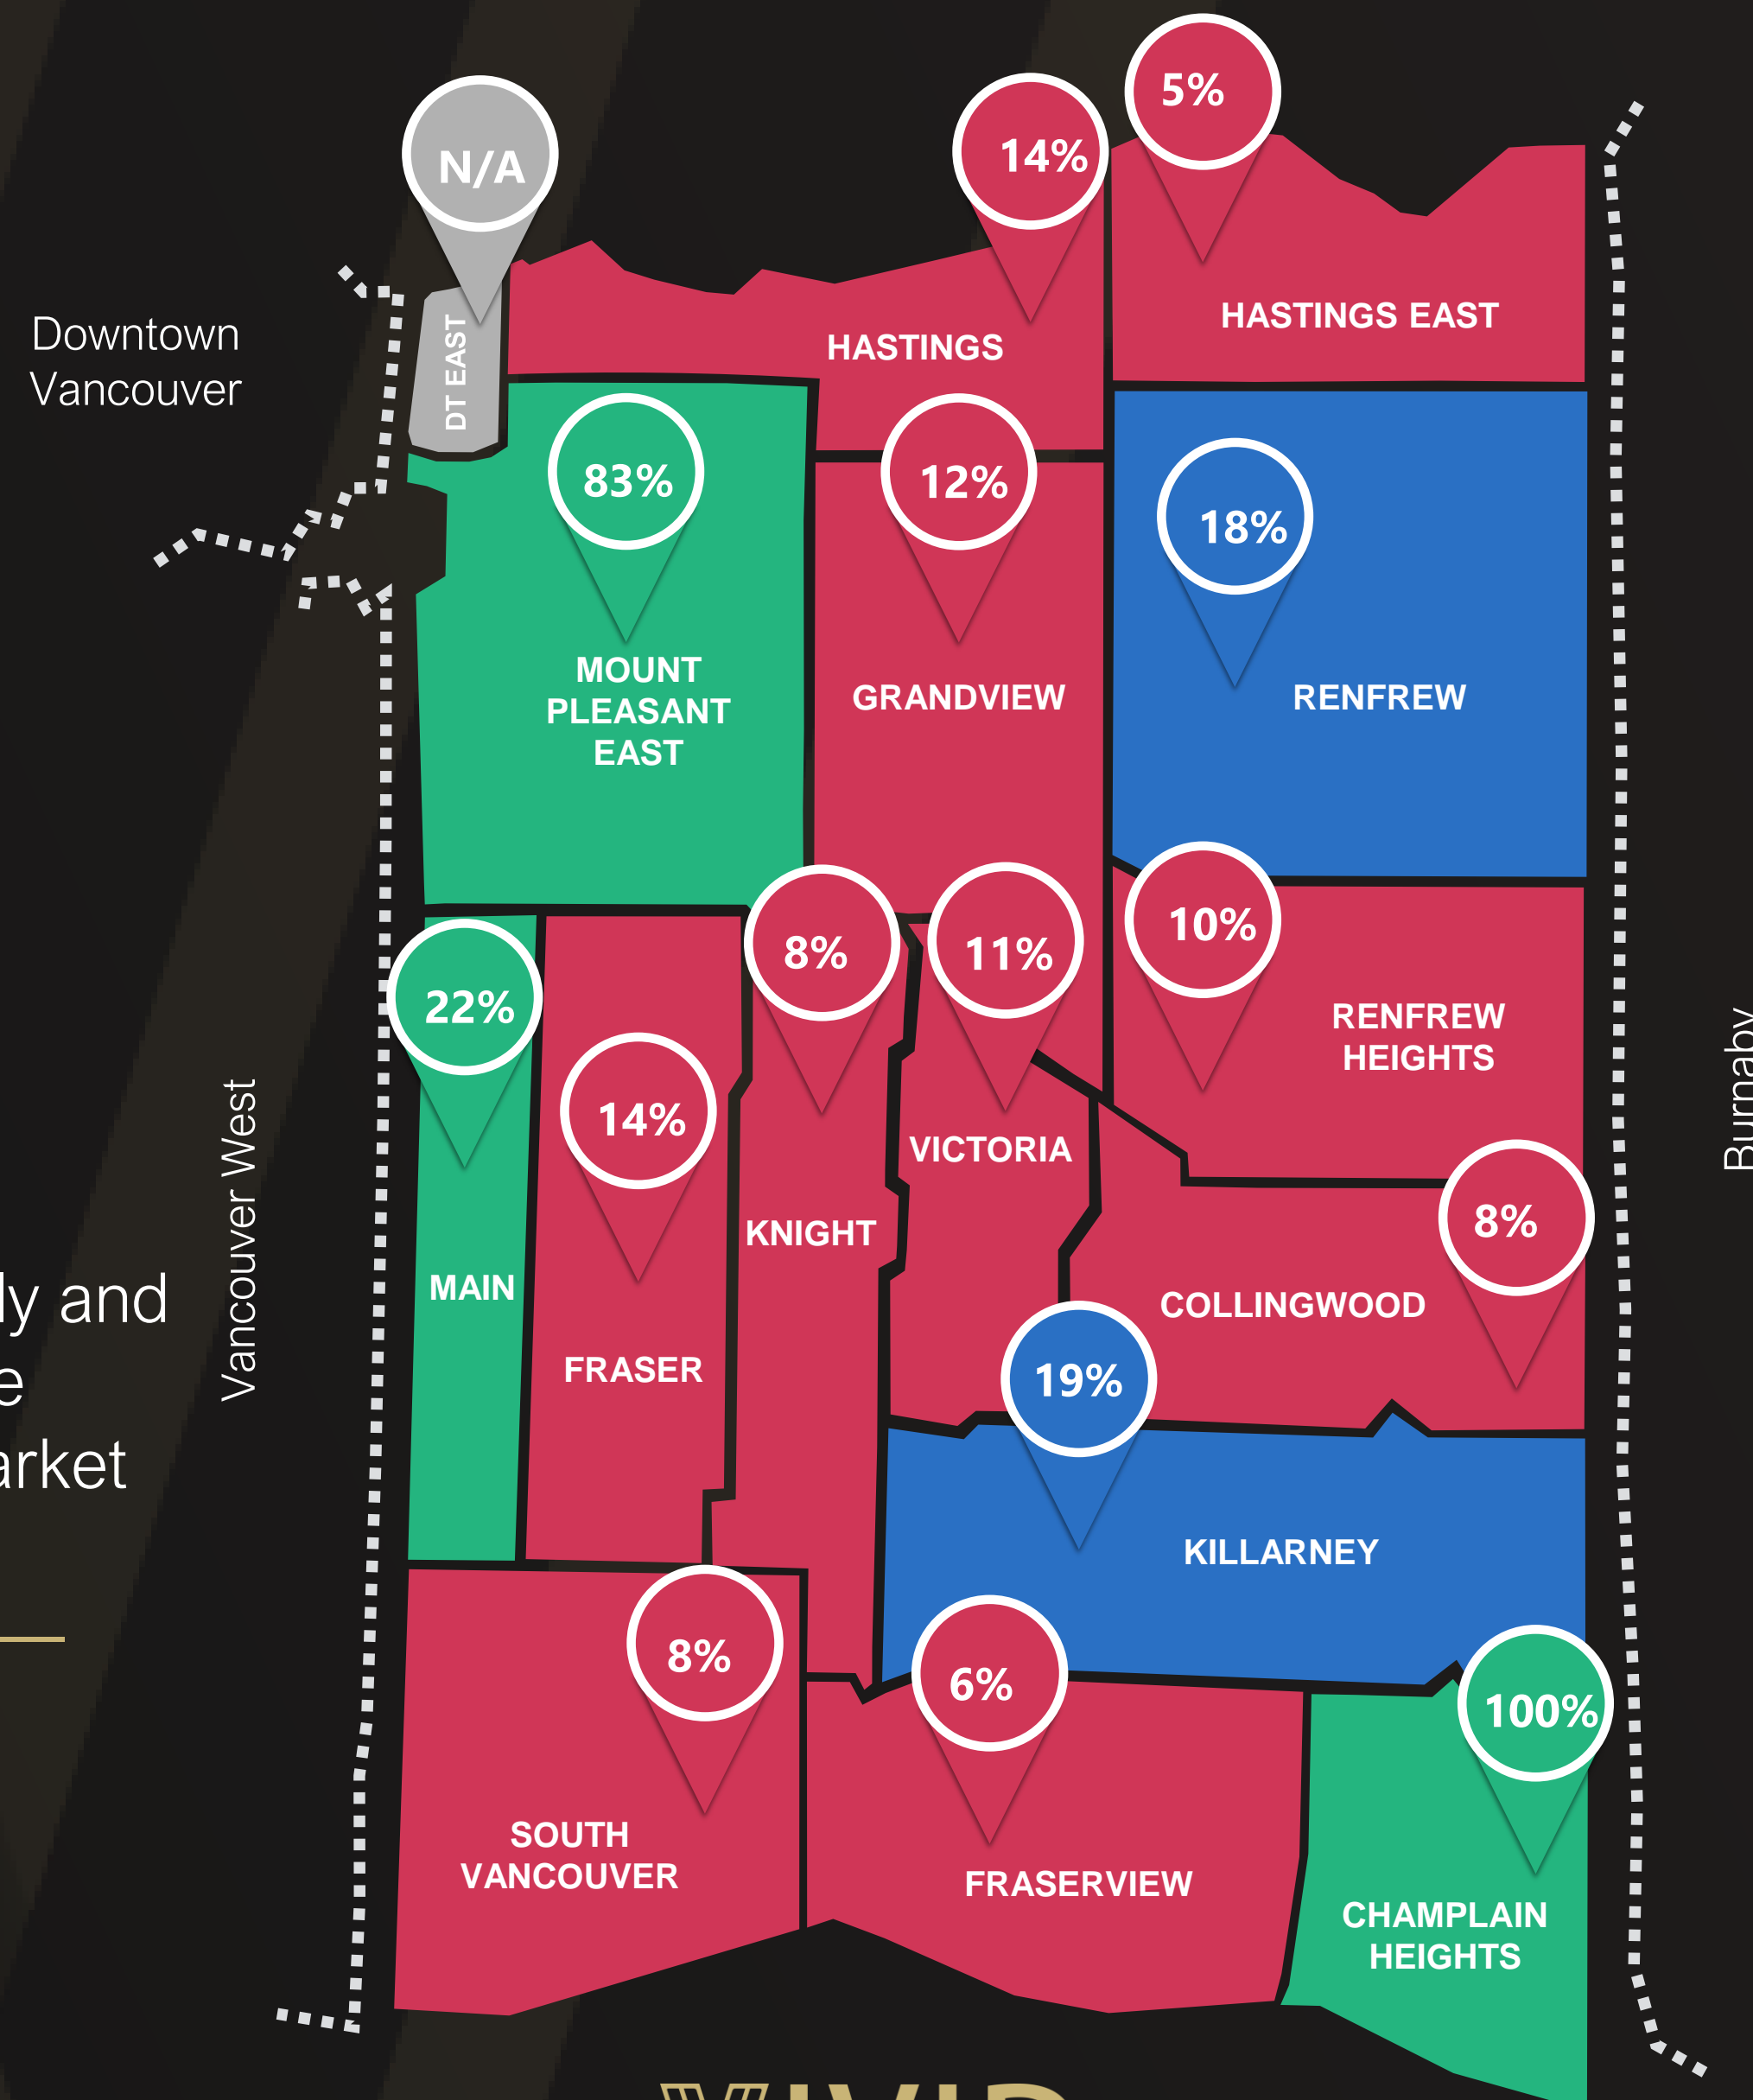 5%
14%
N/A
HASTINGS EAST
Downtown
Vancouver
DT EAST
HASTINGS
83%
12%
18%
MOUNT
PLEASANT
EAST
GRANDVIEW
RENFREW
10%
8%
11%
22%
RENFREW
HEIGHTS
14%
Burnaby
VICTORIA
Vancouver West
KNIGHT
8%
MAIN
ly and
COLLINGWOOD
FRASER
19%
e
arket
KILLARNEY
8%
6%
100%
SOUTH
VANCOUVER
FRASERVIEW
CHAMPLAIN
HEIGHTS